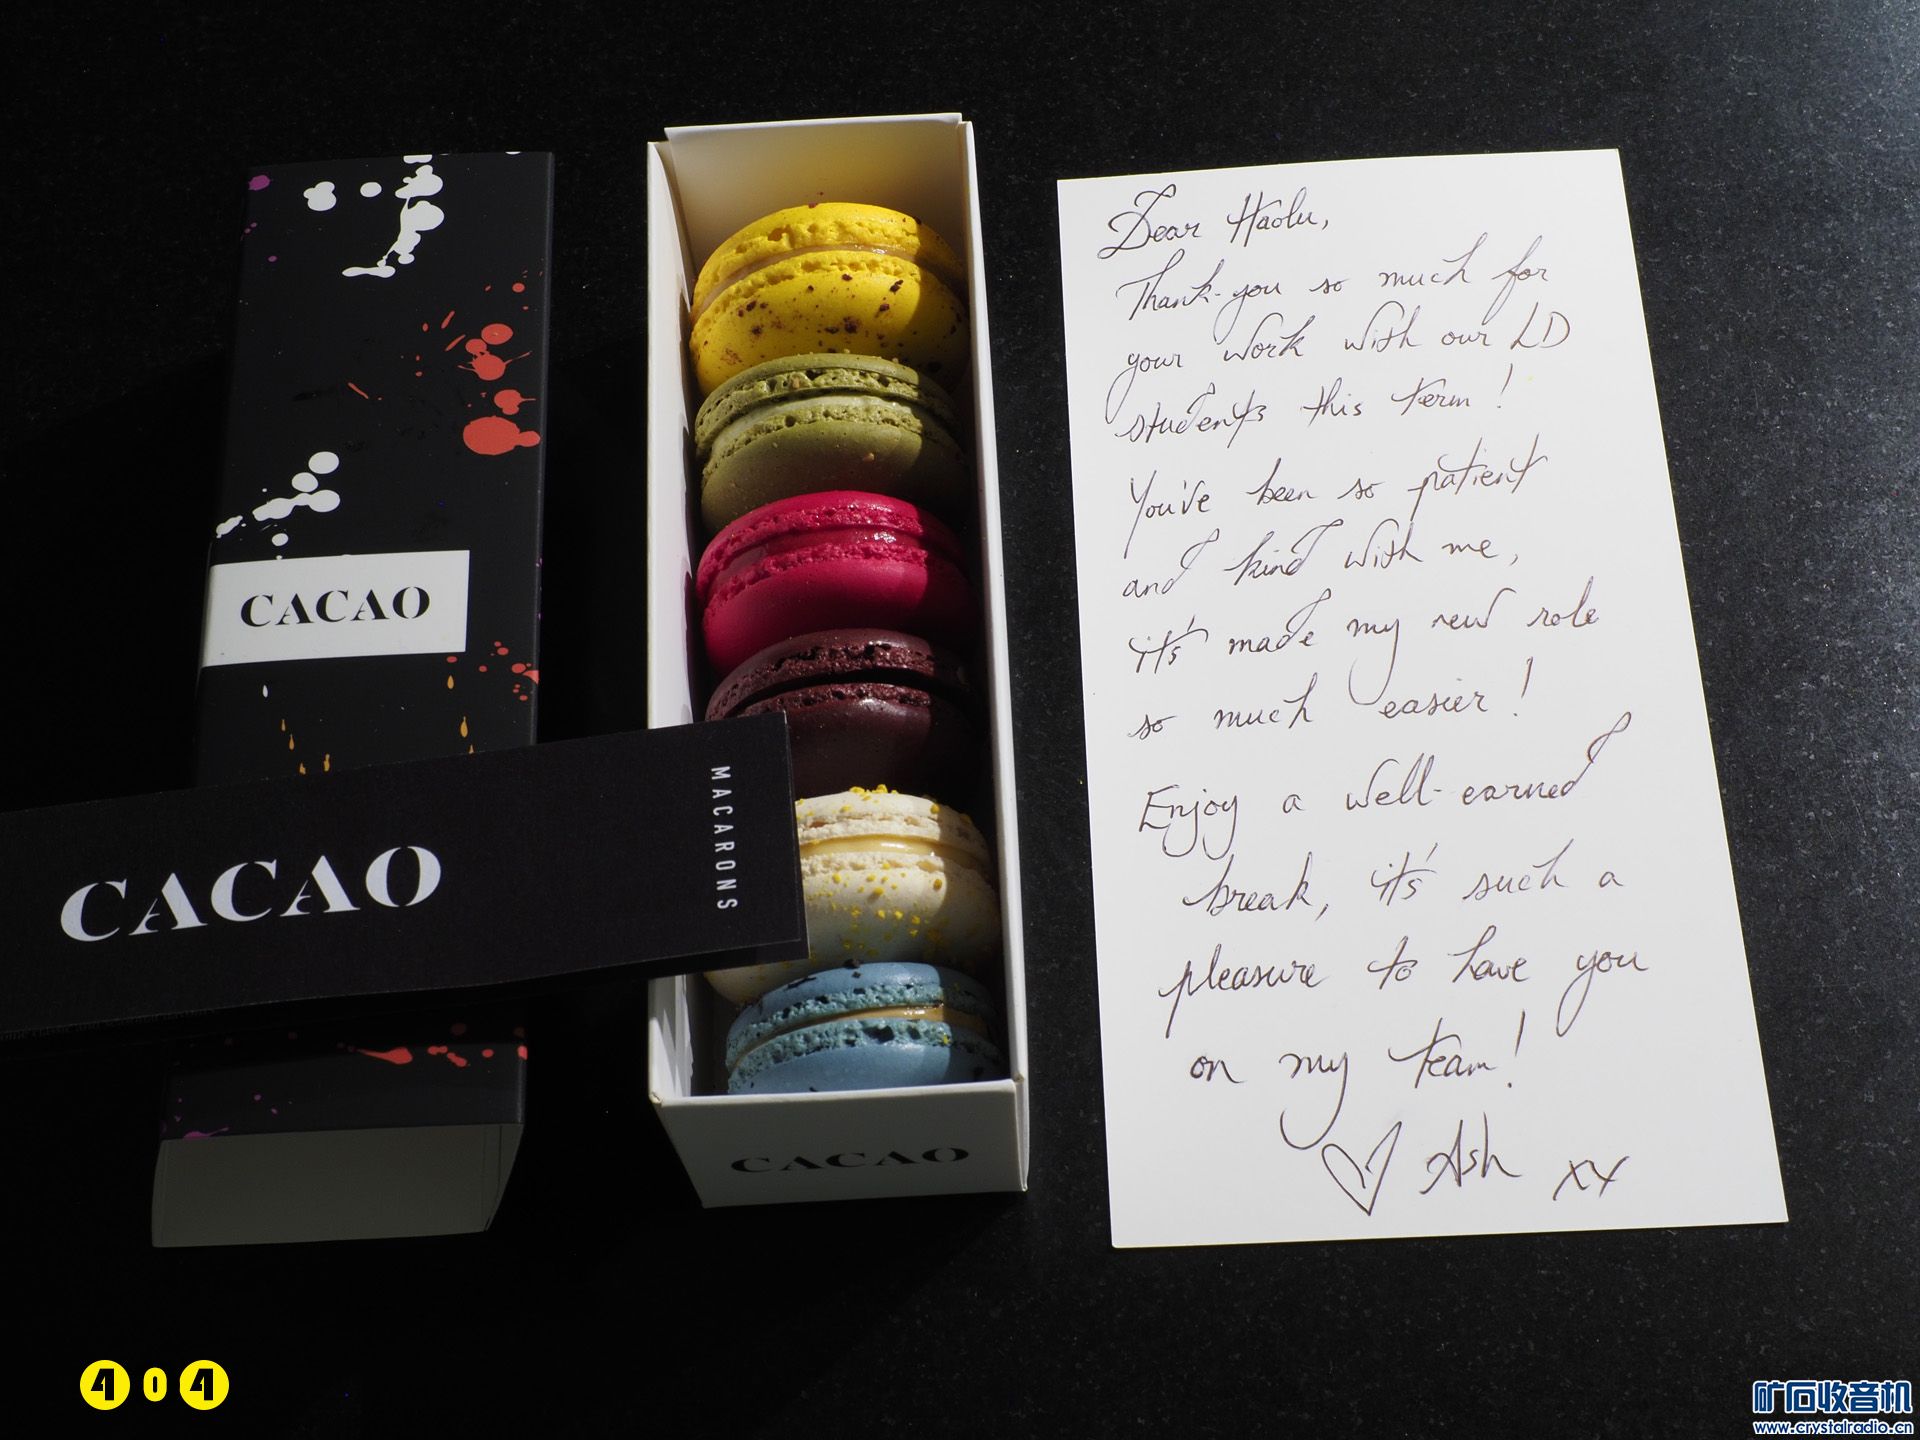 CACAO
CACAO
MACARONS
CACAO
Dear Haolu,
Thank-you so much for
your work with our LD
students this term!
You've been so patient
and kind with me,
it's made my new role
so much easier!
Enjoy a well-earned
break, it's such a
pleasure to have you
on my team!
♡ Ash xx
404
矿石收音机
www.crystalradio.cn